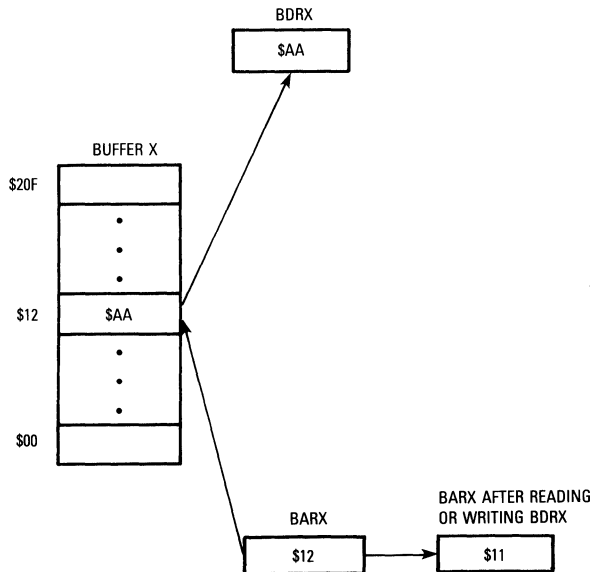 BDRX
$AA
BUFFER X
$20F
$12
$AA
$00
BARX
$12
BARX AFTER READING
OR WRITING BDRX
$11